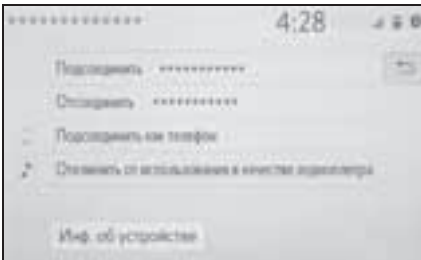 ************* 4:28
Подсоединить ***********
Отсоединить ***********
Подсоединить как телефон
Отключить от использования в качестве аудиоплеера
Инф. об устройстве